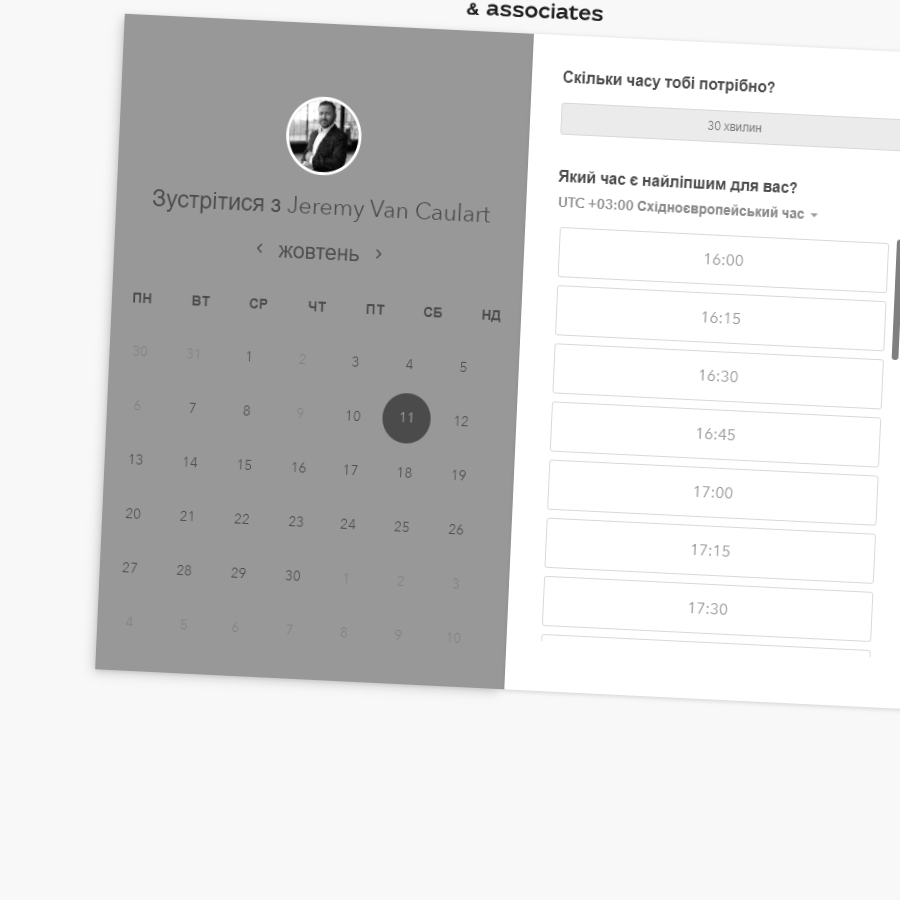 & associates
Зустрітися з Jeremy Van Caulart
‹ жовтень ›
ПН ВТ СР ЧТ ПТ СБ НД
30 31 1 2 3 4 5
6 7 8 9 10 11 12
13 14 15 16 17 18 19
20 21 22 23 24 25 26
27 28 29 30 1 2 3
4 5 6 7 8 9 10
Скільки часу тобі потрібно?
30 хвилин
Який час є найліпшим для вас?
UTC +03:00 Східноєвропейський час
16:00
16:15
16:30
16:45
17:00
17:15
17:30